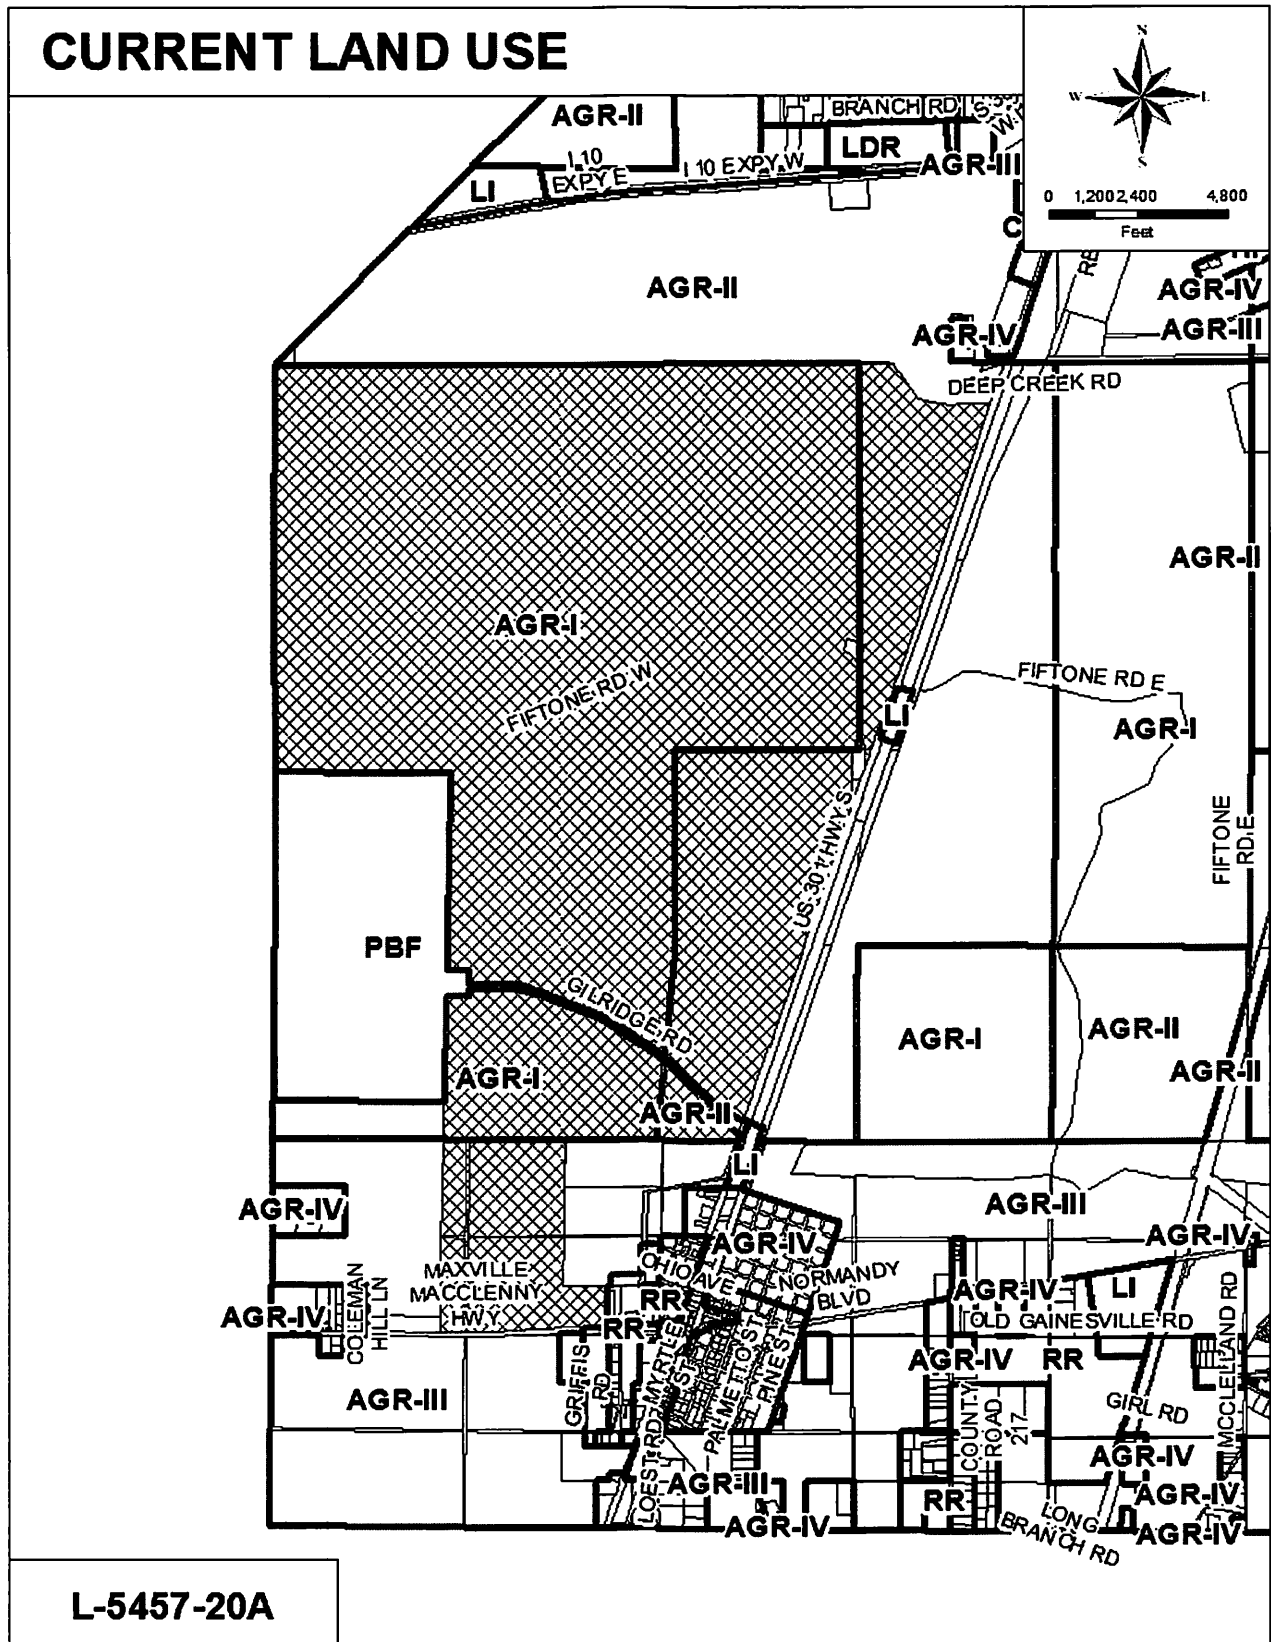 CURRENT LAND USE
N
W
S
0 1,200 2,400 4,800
Feet
AGR-II
BRANCH RD
LDR
AGR-III
I 10
EXPY E
I 10 EXPY W
LI
C
AGR-II
AGR-IV
AGR-III
AGR-IV
DEEP CREEK RD
AGR-II
AGR-I
FIFTONE RD W
FIFTONE RD E
LI
AGR-I
US 301 HWY S
FIFTONE
RD E
PBF
GILRIDGE RD
AGR-I
AGR-II
AGR-II
AGR-I
AGR-II
LI
AGR-IV
AGR-III
AGR-IV
AGR-IV
MAXVILLE
MACCLENNY
HWY
OHIO AVE
NORMANDY
BLVD
AGR-IV
LI
AGR-IV
COLEMAN
HILL LN
RR
RR
OLD GAINESVILLE RD
AGR-IV
RR
MCCLELLAND RD
GRIFFIS
RD
MYRTLE
ST
PALMETTO ST
PINE ST
AGR-III
GIRL RD
COUNTY
ROAD
217
AGR-IV
LOEST RD
AGR-III
RR
AGR-IV
AGR-IV
LONG
BRANCH RD
AGR-IV
L-5457-20A